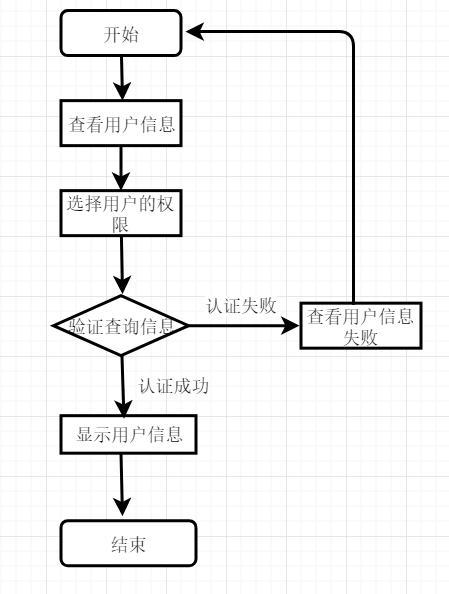 开始
查看用户信息
选择用户的权
限
验证查询信息
认证失败
查看用户信息
失败
认证成功
显示用户信息
结束